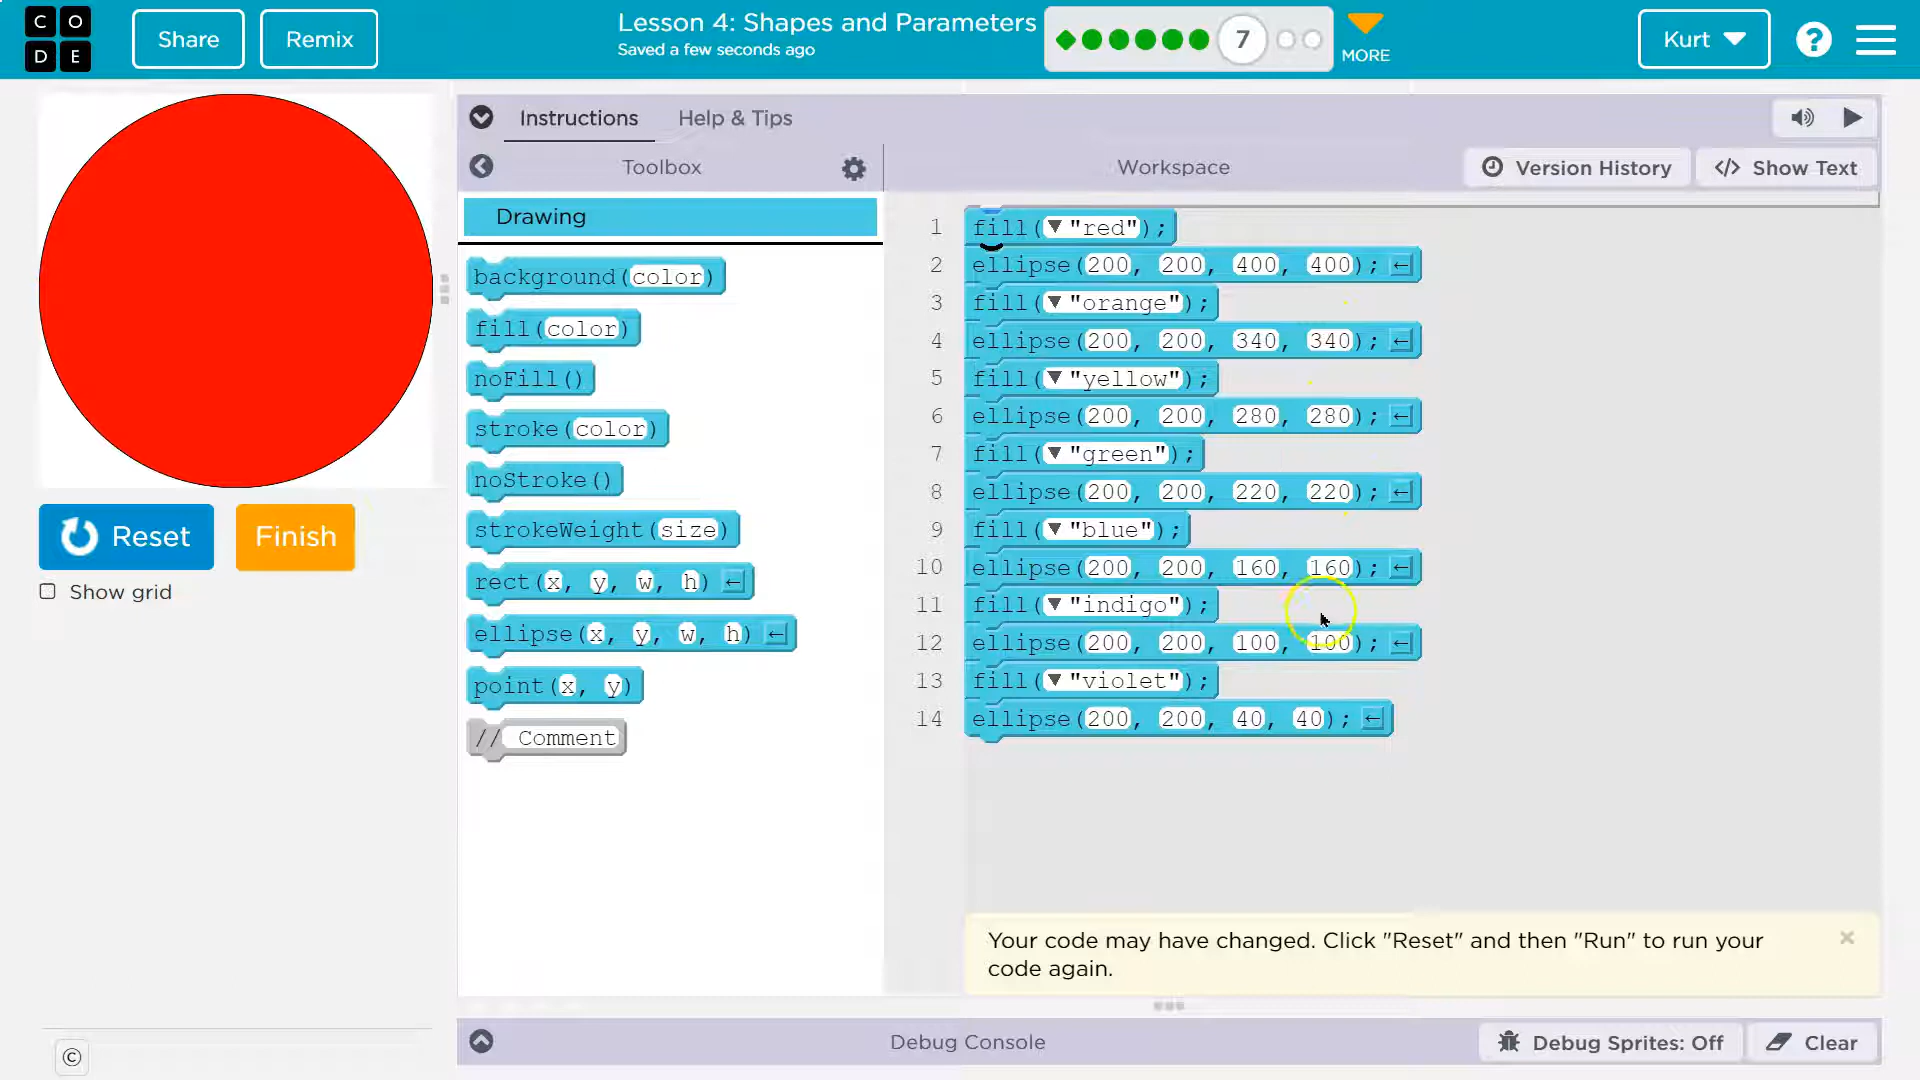 C O
D E
Share
Remix
Lesson 4: Shapes and Parameters
Saved a few seconds ago
7
MORE
Kurt
?
Instructions
Help & Tips
Toolbox
Workspace
Version History
</> Show Text
Drawing
background(color)
fill(color)
noFill()
stroke(color)
noStroke()
strokeWeight(size)
rect(x, y, w, h)
ellipse(x, y, w, h)
point(x, y)
// Comment
1 fill("red");
2 ellipse(200, 200, 400, 400);
3 fill("orange");
4 ellipse(200, 200, 340, 340);
5 fill("yellow");
6 ellipse(200, 200, 280, 280);
7 fill("green");
8 ellipse(200, 200, 220, 220);
9 fill("blue");
10 ellipse(200, 200, 160, 160);
11 fill("indigo");
12 ellipse(200, 200, 100, 100);
13 fill("violet");
14 ellipse(200, 200, 40, 40);
Reset
Finish
Show grid
Your code may have changed. Click "Reset" and then "Run" to run your
code again.
×
©
Debug Console
Debug Sprites: Off
Clear